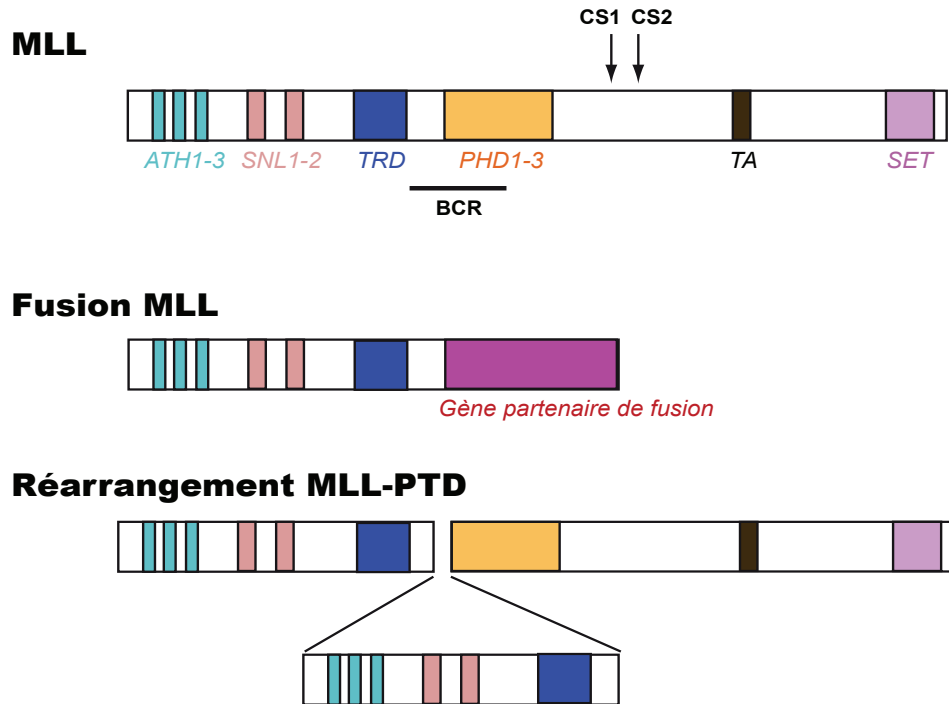 CS1 CS2
MLL
ATH1-3 SNL1-2 TRD PHD1-3 TA SET
BCR
Fusion MLL
Gène partenaire de fusion
Réarrangement MLL-PTD